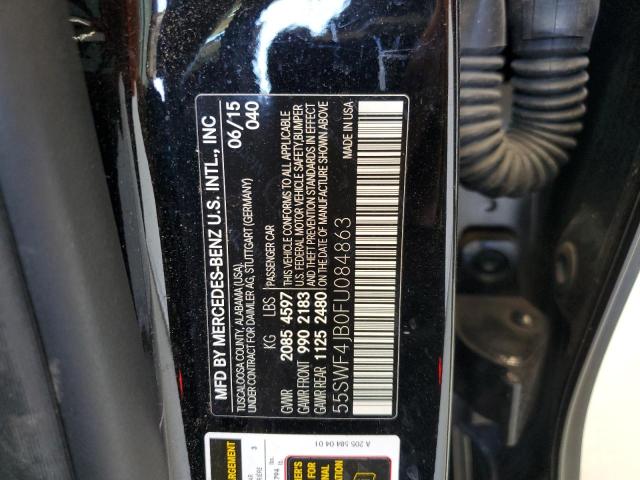 MFD BY MERCEDES-BENZ U.S. INTL., INC
TUSCALOOSA COUNTY, ALABAMA (USA).
UNDER CONTRACT FOR DAIMLER AG, STUTTGART (GERMANY)
06/15
040
KG LBS PASSENGER CAR
GVWR 2085 4597 THIS VEHICLE CONFORMS TO ALL APPLICABLE
GAWR FRONT 990 2183 U.S. FEDERAL MOTOR VEHICLE SAFETY,BUMPER
GAWR REAR 1125 2480 AND THEFT PREVENTION STANDARDS IN EFFECT
ON THE DATE OF MANUFACTURE SHOWN ABOVE
55SWF4JB0FU084863
MADE IN USA
A 205 584 04 01